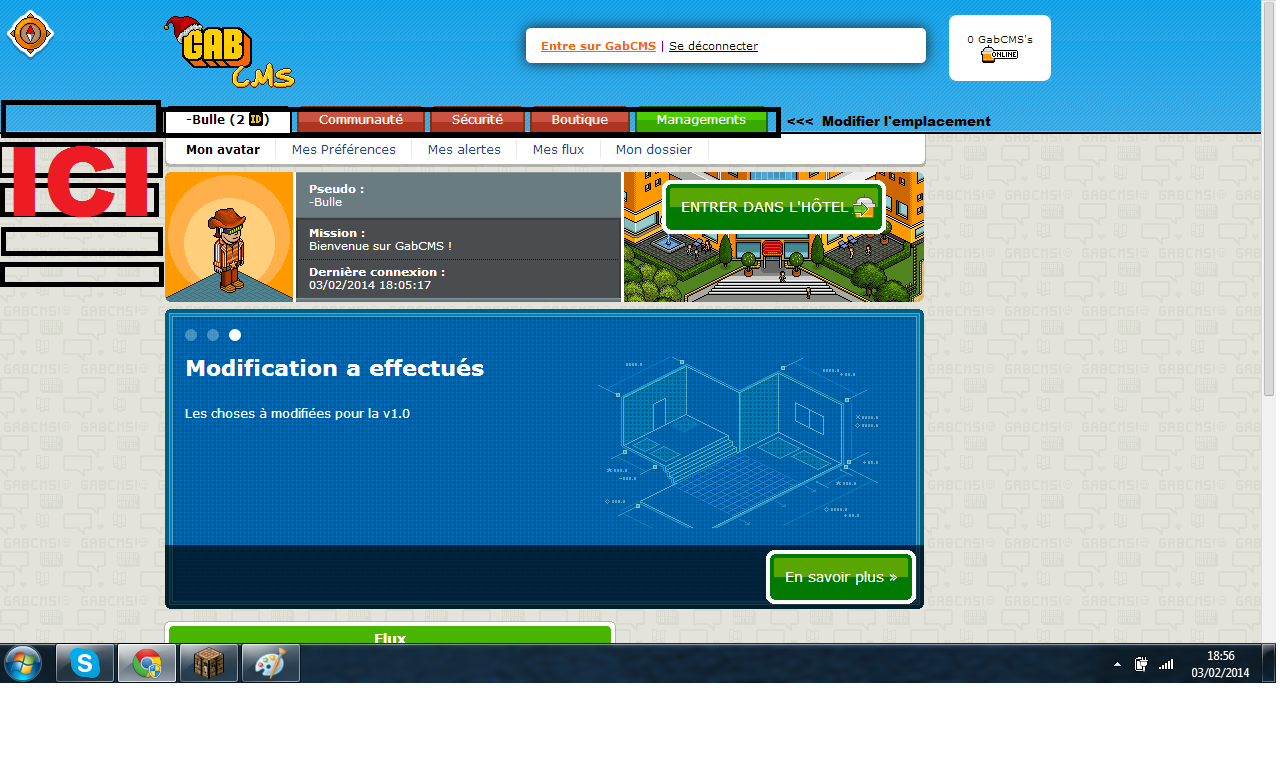 GAB
CMS
Entre sur GabCMS | Se déconnecter
0 GabCMS's
ONLINE
-Bulle (2 ID)
Communauté
Sécurité
Boutique
Managements
<<< Modifier l'emplacement
Mon avatar
Mes Préférences
Mes alertes
Mes flux
Mon dossier
ICI
Pseudo :
-Bulle
Mission :
Bienvenue sur GabCMS !
Dernière connexion :
03/02/2014 18:05:17
ENTRER DANS L'HÔTEL
Modification a effectués
Les choses à modifiées pour la v1.0
En savoir plus »
Flux
18:56
03/02/2014